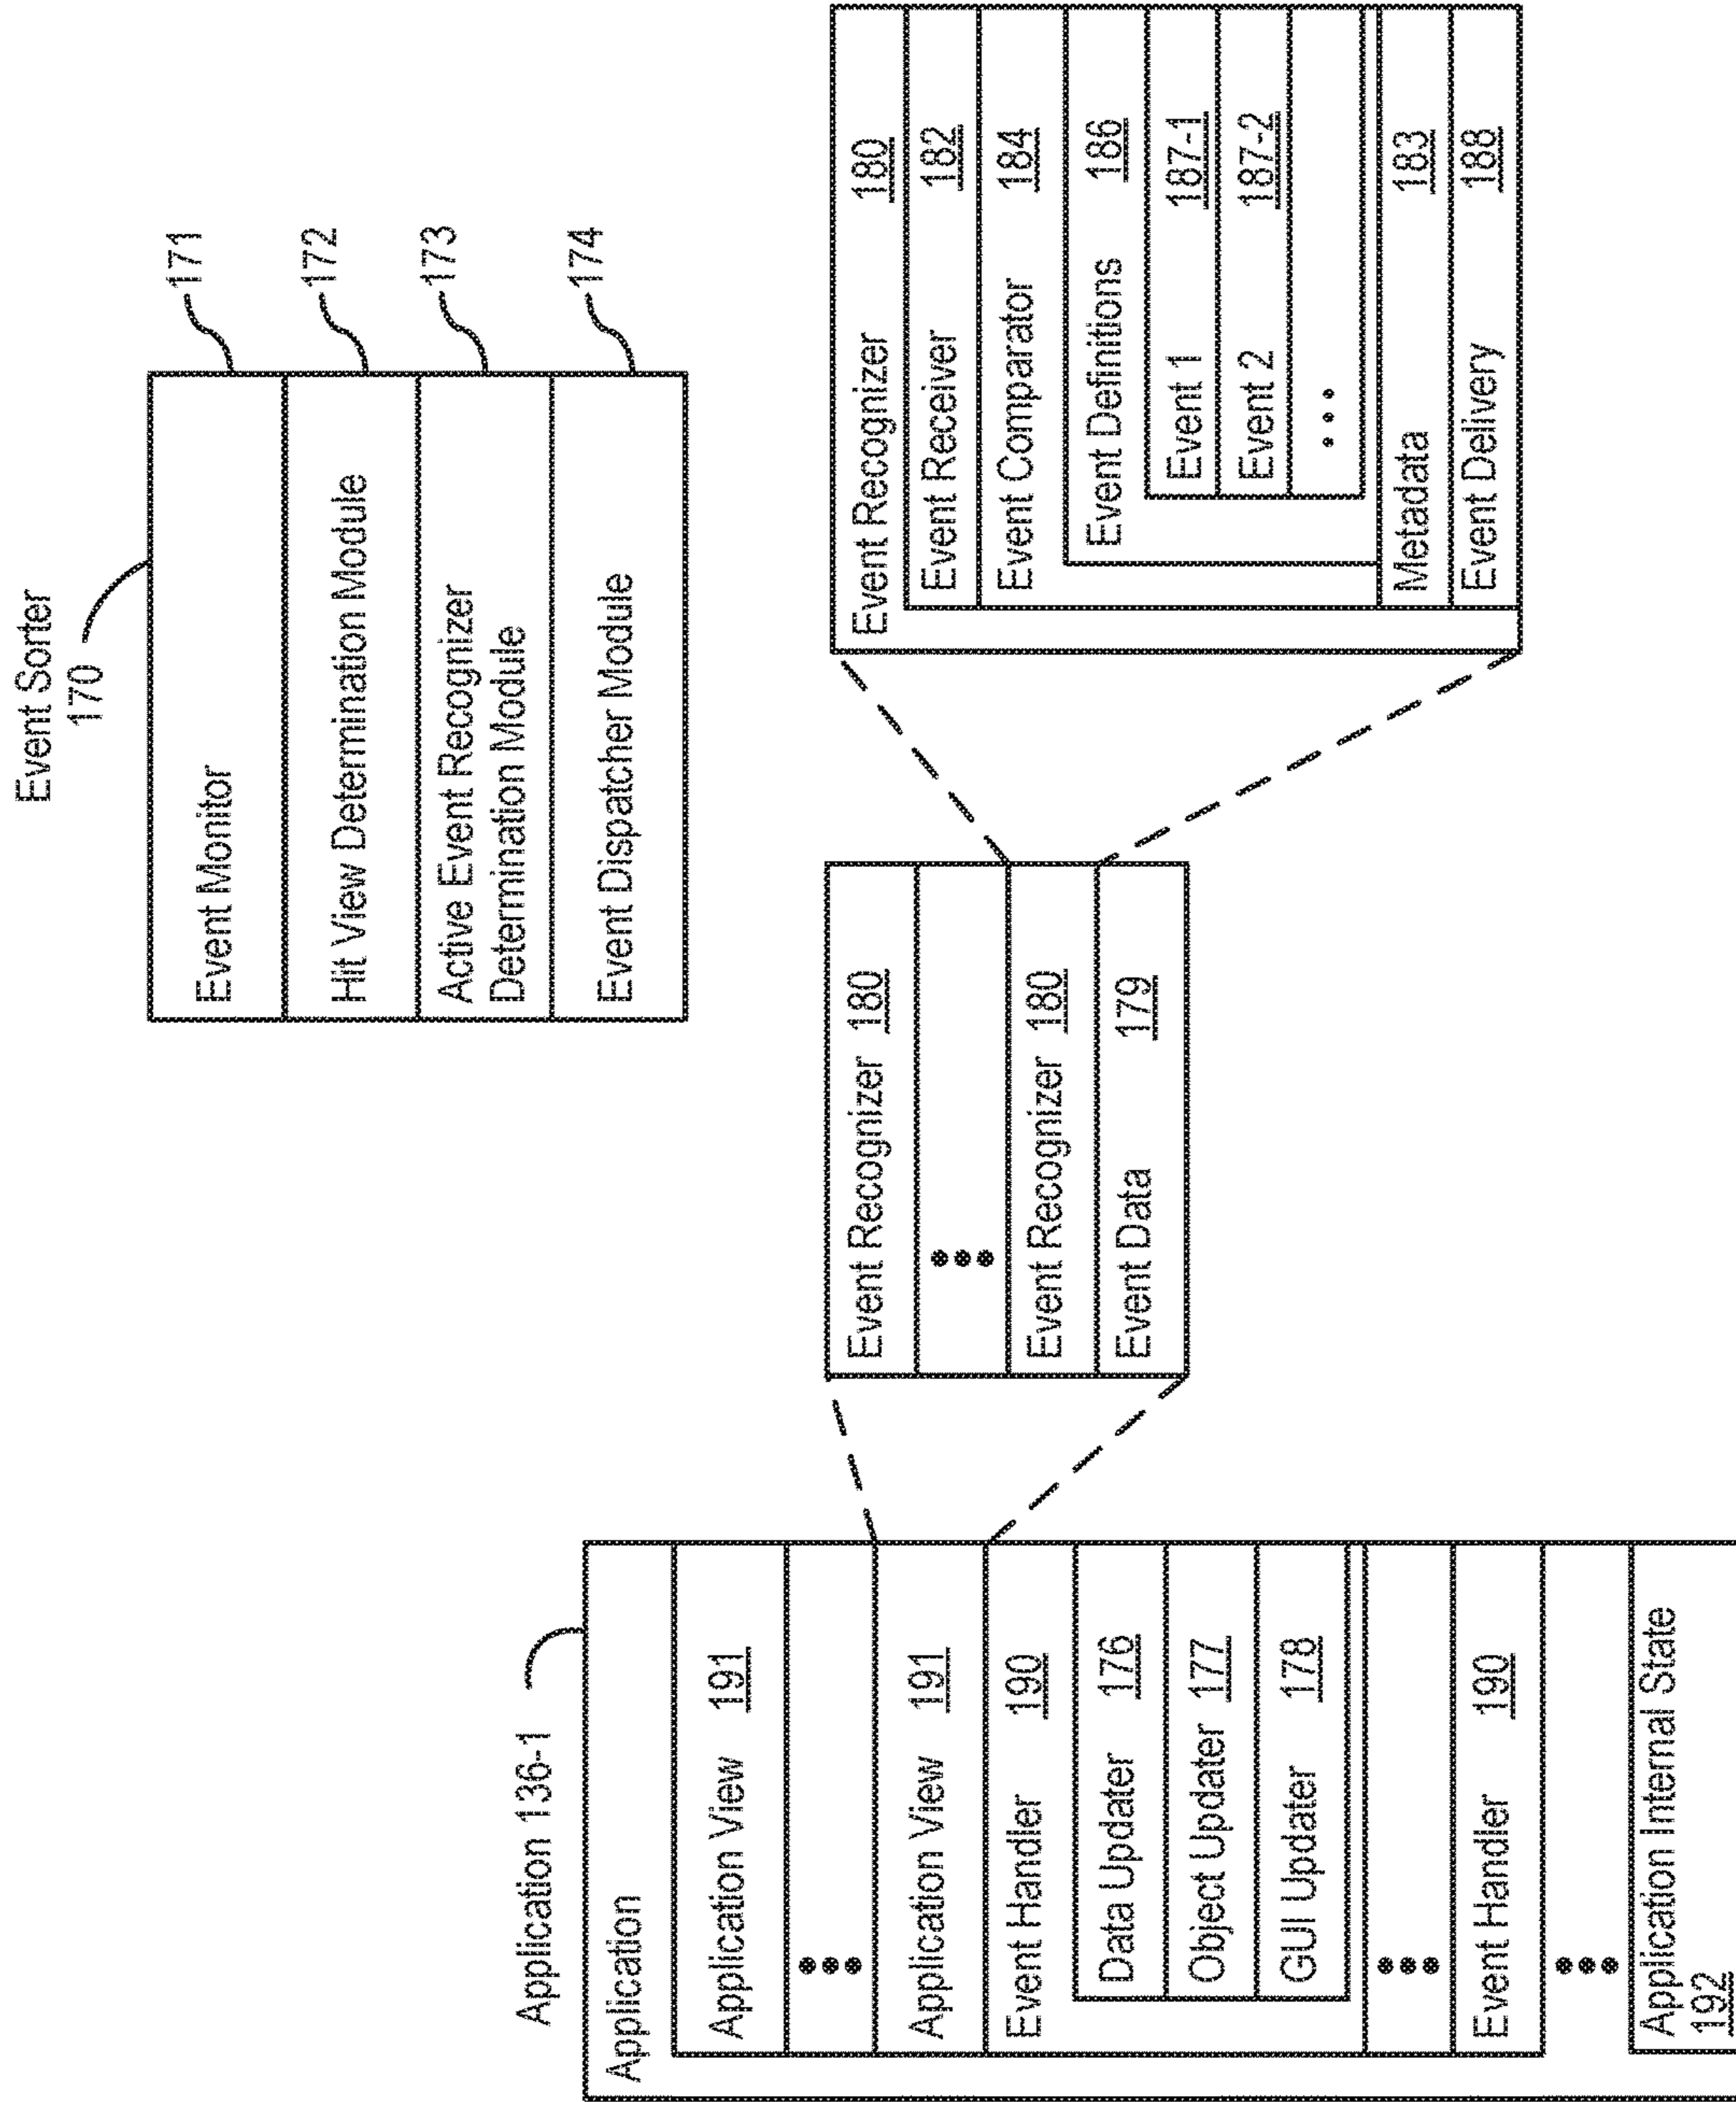 Event Sorter
170
Event Monitor 171
Hit View Determination Module 172
Active Event Recognizer 173
Determination Module
Event Dispatcher Module 174
Application 136-1
Application
Application View 191
•••
Application View 191
Event Handler 190
Data Updater 176
Object Updater 177
GUI Updater 178
•••
Event Handler 190
•••
Application Internal State
192
Event Recognizer 180
•••
Event Recognizer 180
Event Data 179
Event Recognizer 180
Event Receiver 182
Event Comparator 184
Event Definitions 186
Event 1 187-1
Event 2 187-2
•••
Metadata 183
Event Delivery 188